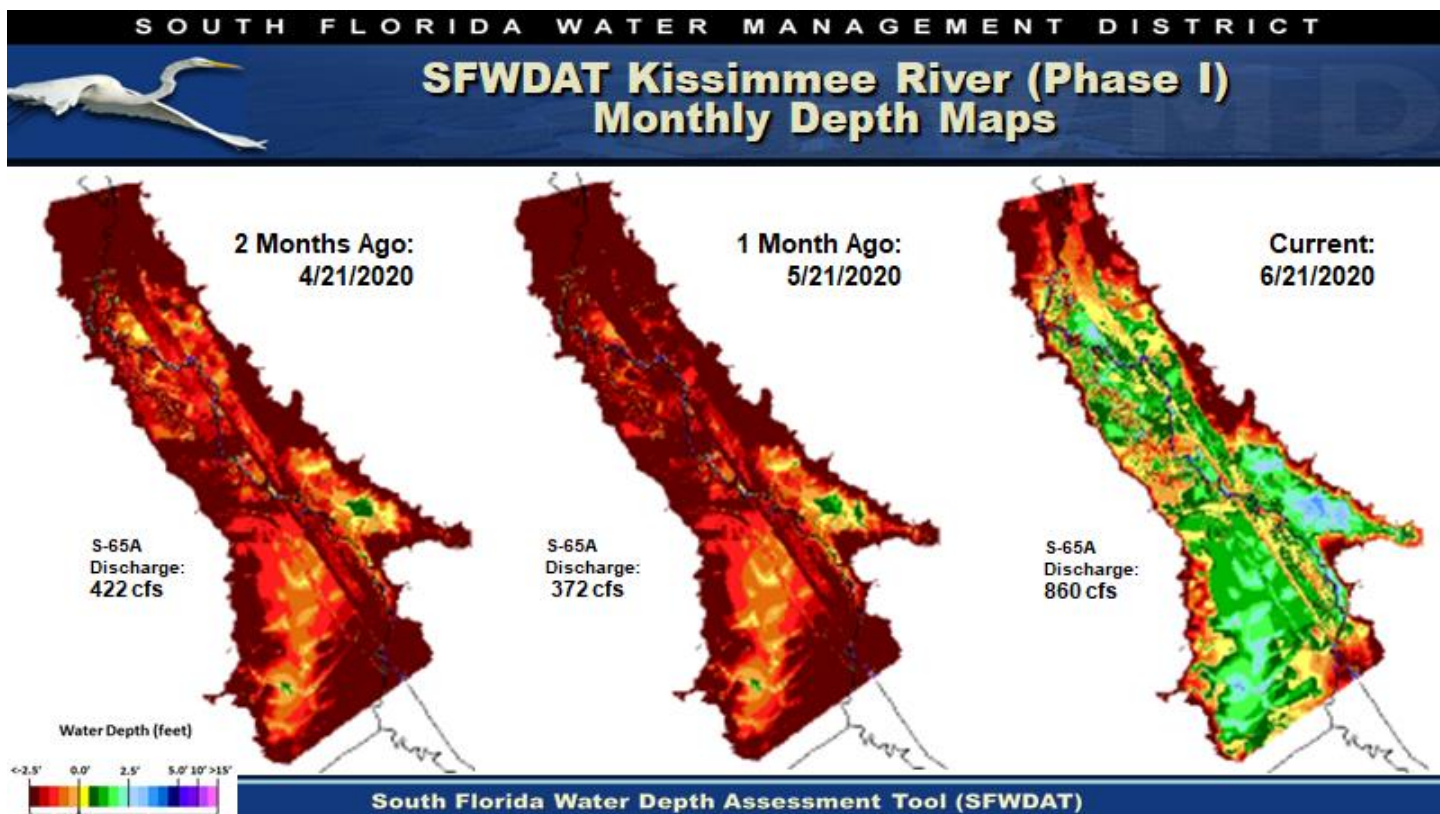 SOUTH FLORIDA WATER MANAGEMENT DISTRICT
SFWDAT Kissimmee River (Phase I)
Monthly Depth Maps
2 Months Ago:
4/21/2020
1 Month Ago:
5/21/2020
Current:
6/21/2020
S-65A
Discharge:
422 cfs
S-65A
Discharge:
372 cfs
S-65A
Discharge:
860 cfs
Water Depth (feet)
<-2.5' 0.0' 2.5' 5.0' 10' >15'
South Florida Water Depth Assessment Tool (SFWDAT)